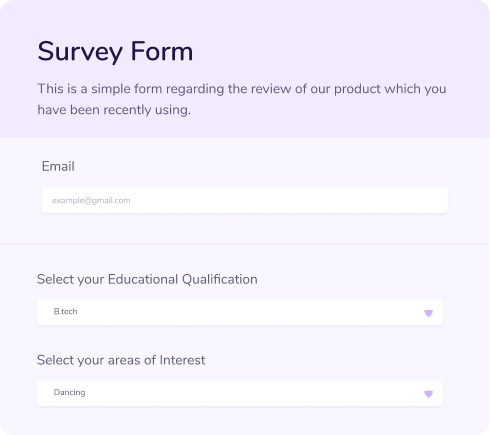 Survey Form
This is a simple form regarding the review of our product which you
have been recently using.
Email
example@gmail.com
Select your Educational Qualification
B.tech
Select your areas of Interest
Dancing